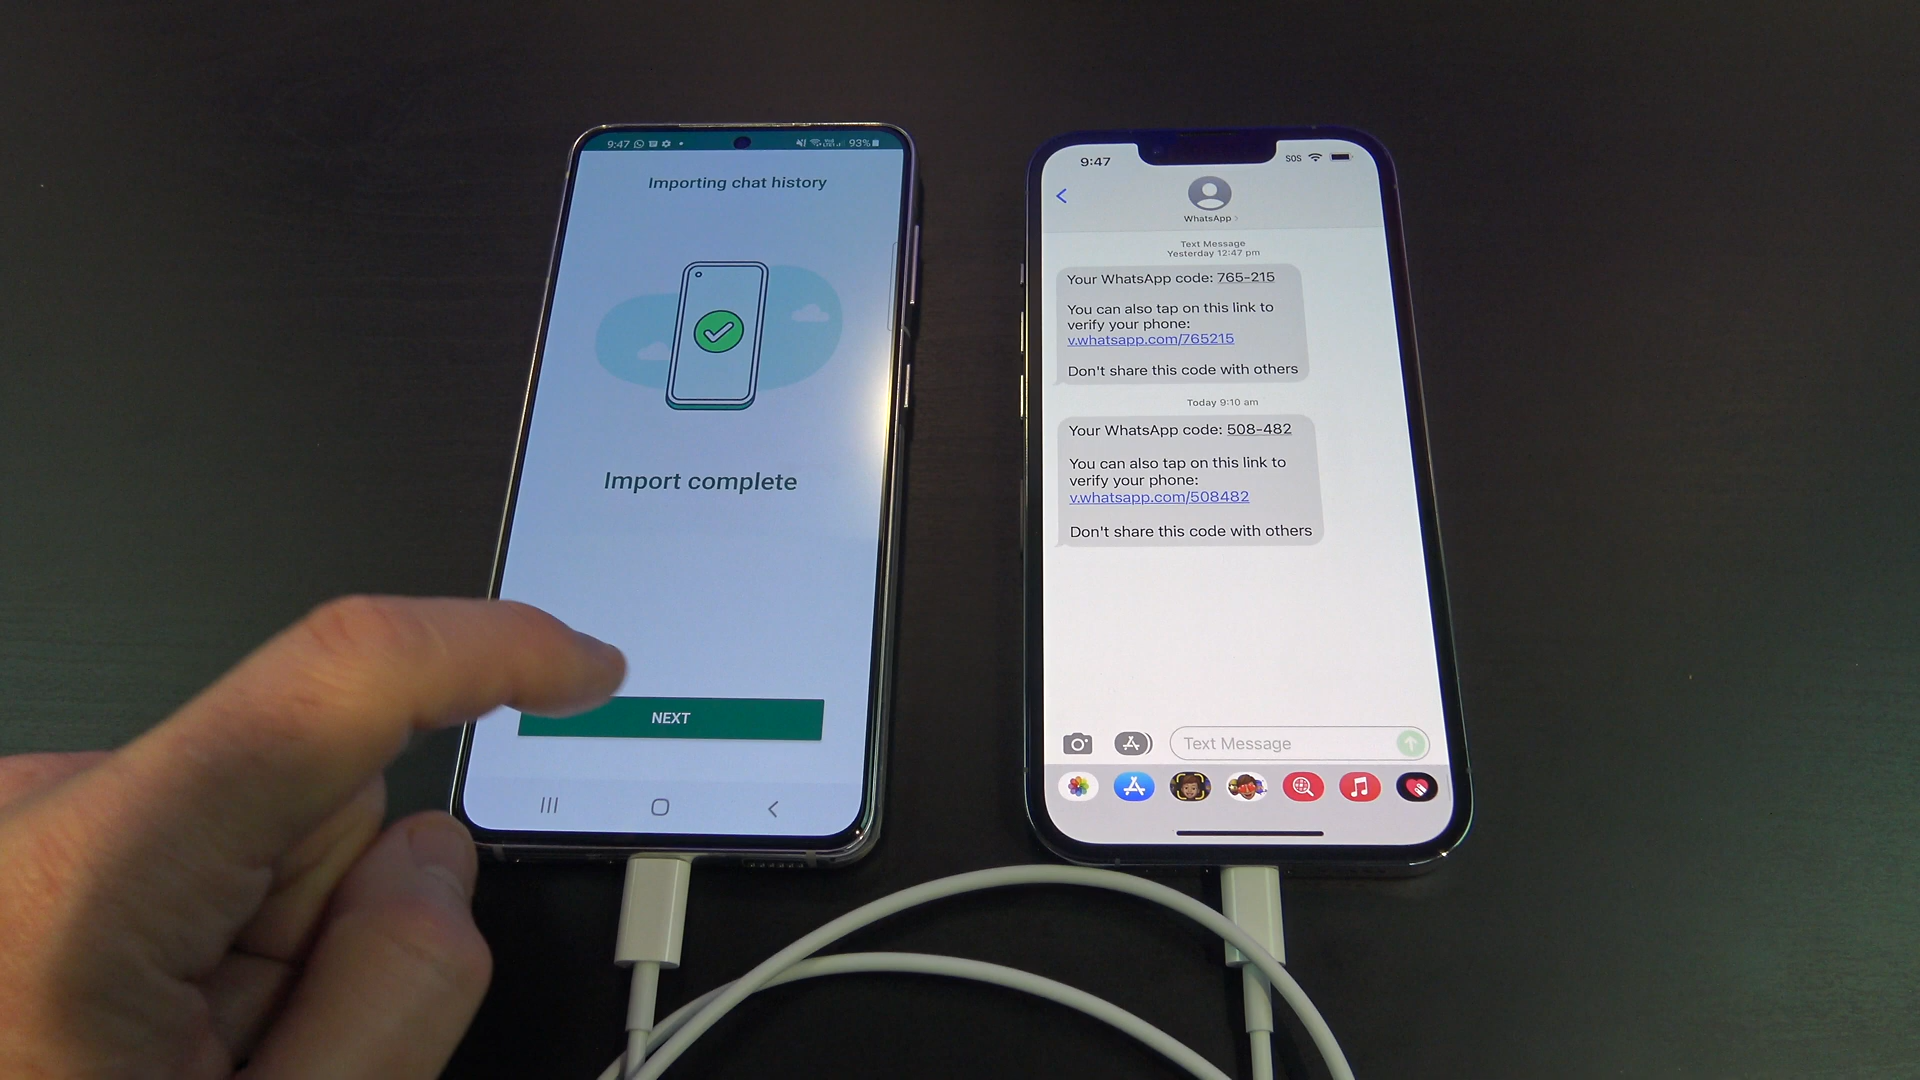 9:47
93%
Importing chat history
Import complete
NEXT
9:47
SOS
WhatsApp
Text Message
Yesterday 12:47 pm
Your WhatsApp code: 765-215
You can also tap on this link to
verify your phone:
v.whatsapp.com/765215
Don't share this code with others
Today 9:10 am
Your WhatsApp code: 508-482
You can also tap on this link to
verify your phone:
v.whatsapp.com/508482
Don't share this code with others
Text Message